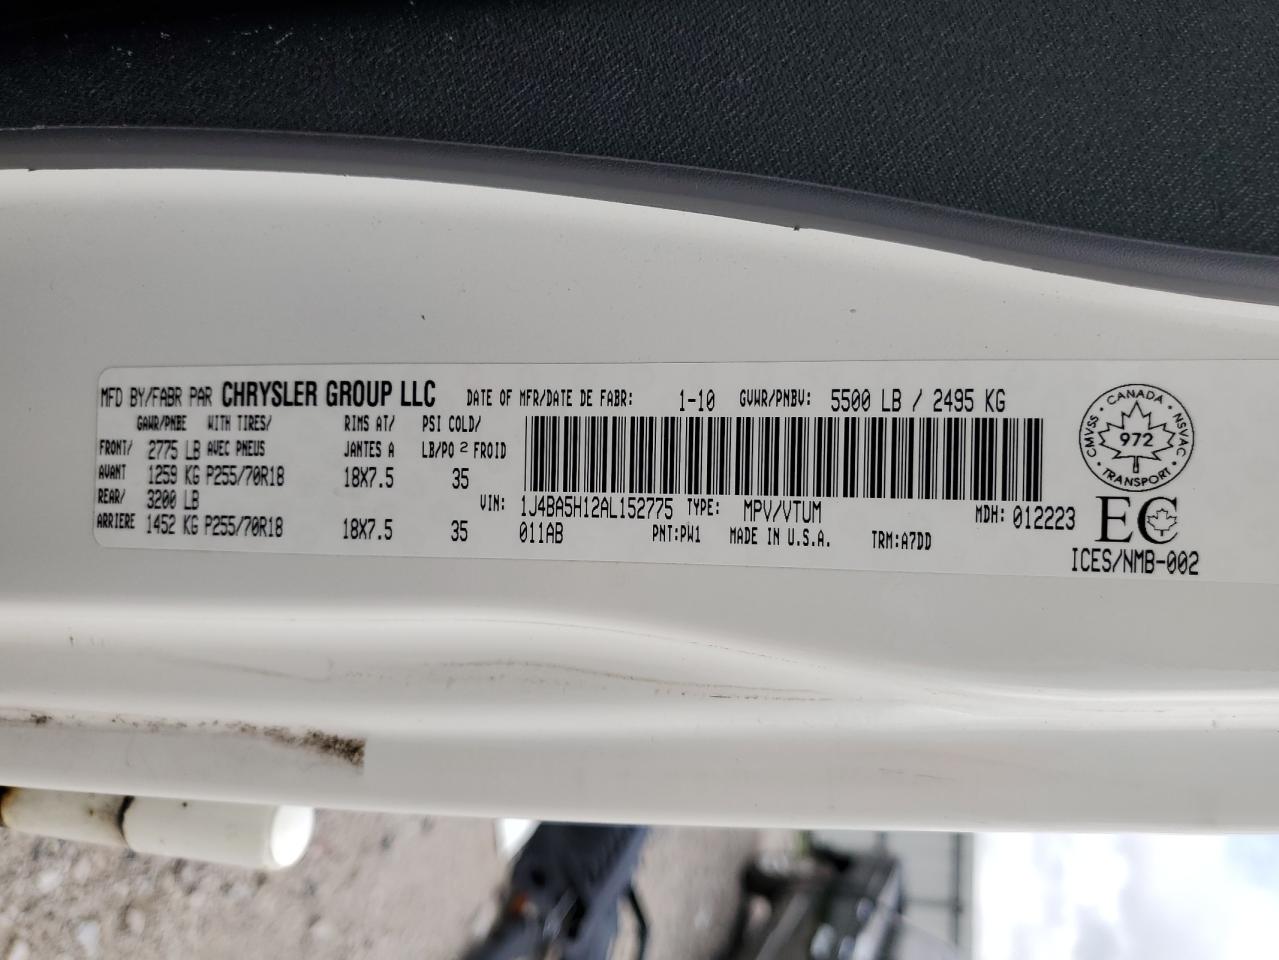 MFD BY/FABR PAR CHRYSLER GROUP LLC DATE OF MFR/DATE DE FABR: 1-10 GVWR/PNBV: 5500 LB / 2495 KG
GAWR/PNBE WITH TIRES/ RIMS AT/ PSI COLD/
FRONT/ 2775 LB AVEC PNEUS JANTES A LB/PO 2 FROID
AVANT 1259 KG P255/70R18 18X7.5 35
REAR/ 3200 LB
ARRIERE 1452 KG P255/70R18 18X7.5 35
VIN: 1J4BA5H12AL152775 TYPE: MPV/VTUM MDH: 012223
011AB PNT:PW1 MADE IN U.S.A. TRM:A7DD
CANADA
CMVSS 972 NSVAC
TRANSPORT
EC
ICES/NMB-002